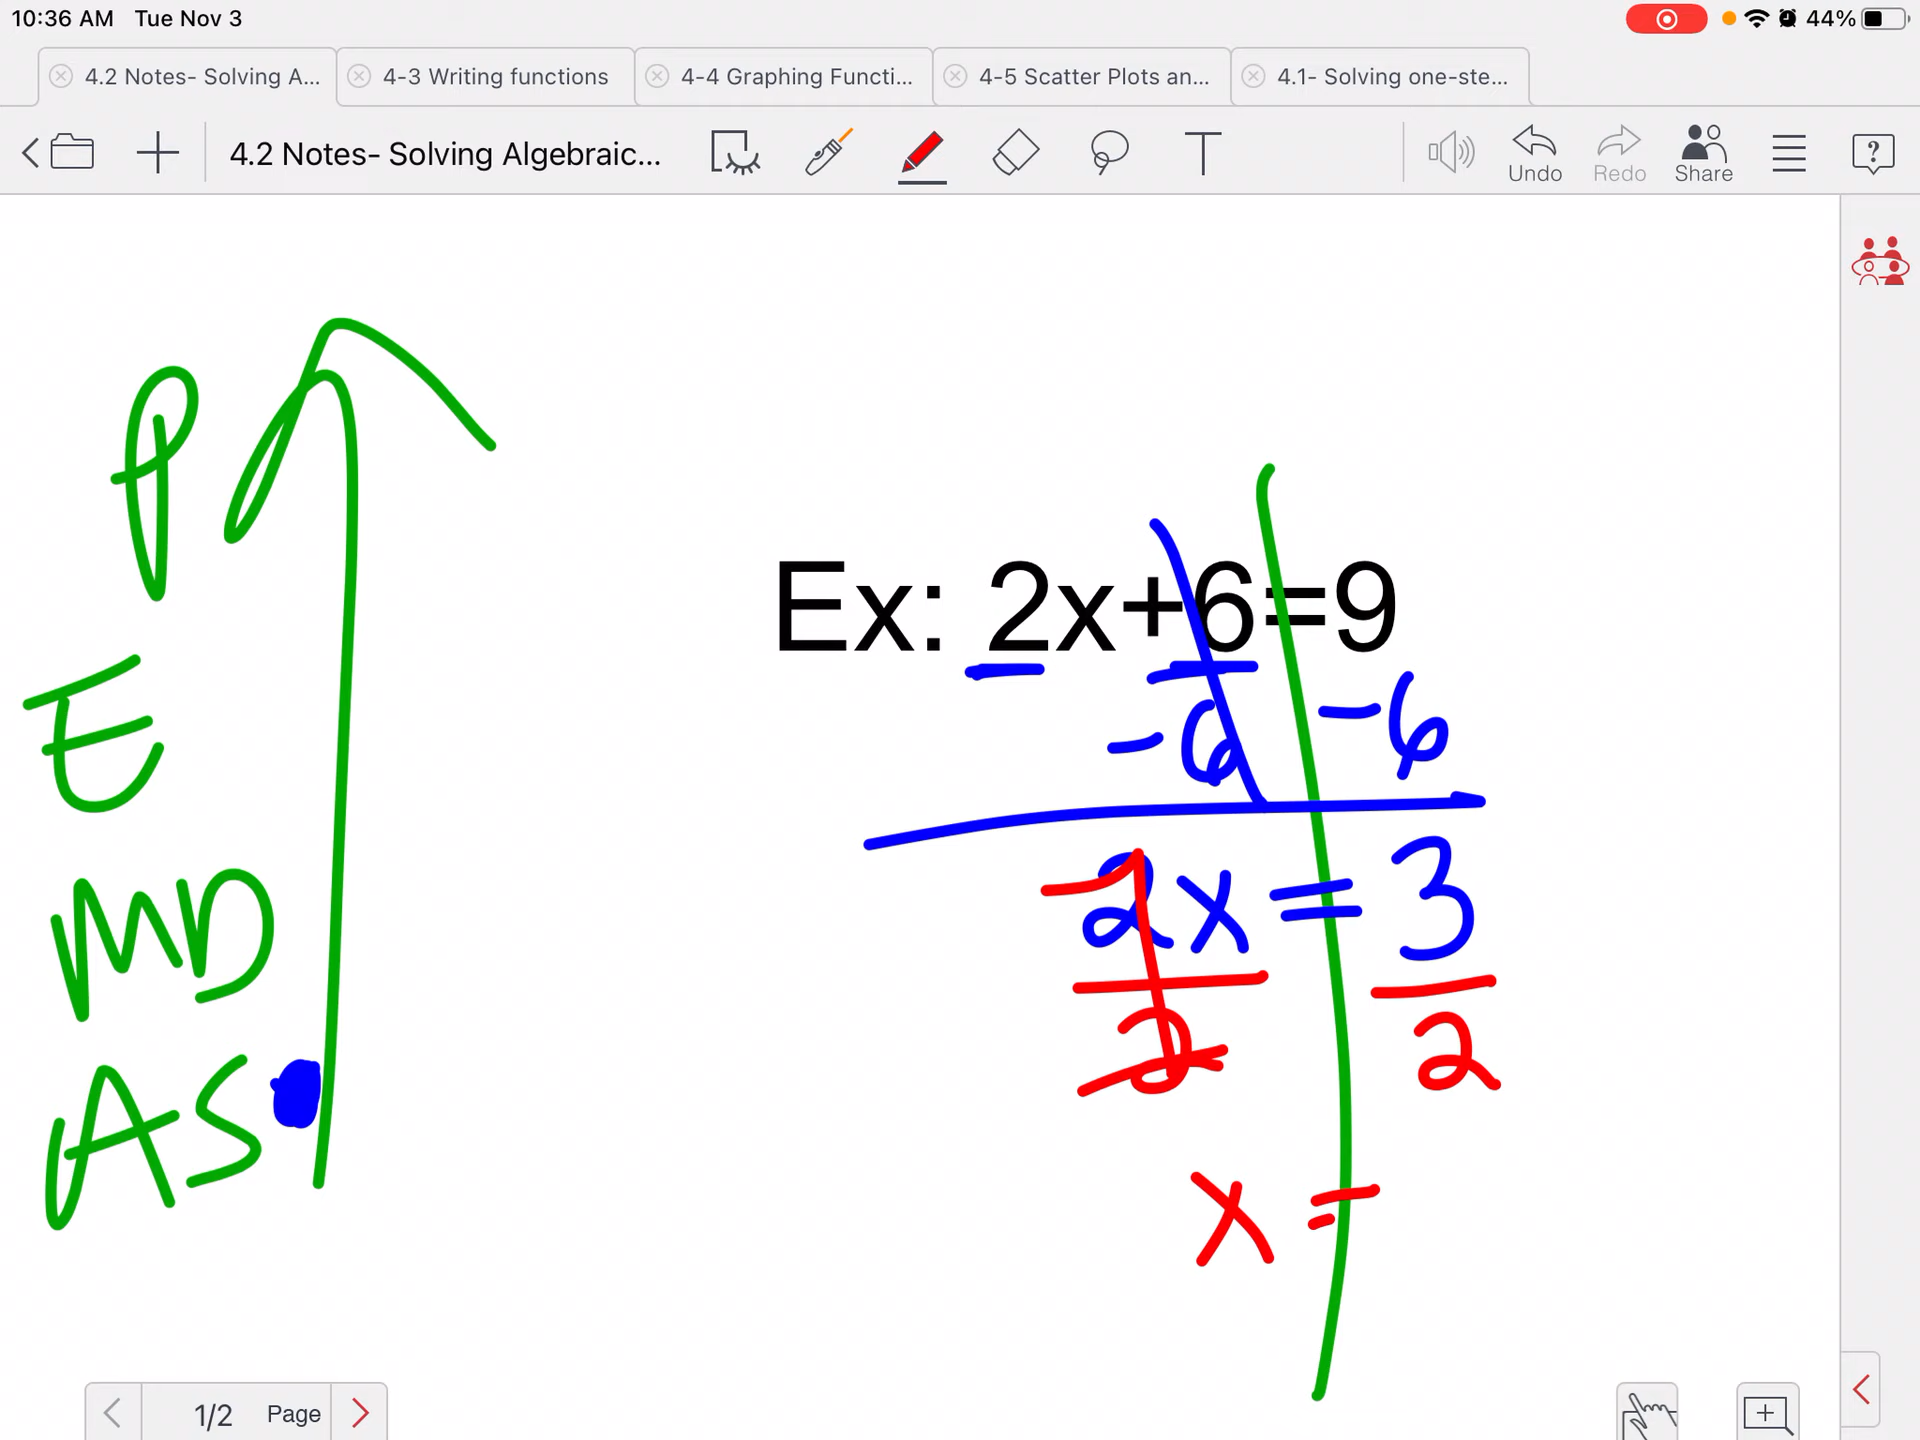 10:36 AM Tue Nov 3 44%
4.2 Notes- Solving A... 4-3 Writing functions 4-4 Graphing Functi... 4-5 Scatter Plots an... 4.1- Solving one-ste...
4.2 Notes- Solving Algebraic... T Undo Redo Share ?
P
Ex: 2x+6=9
E
-6 -6
MD
2x = 3
2 2
AS
x =
1/2 Page